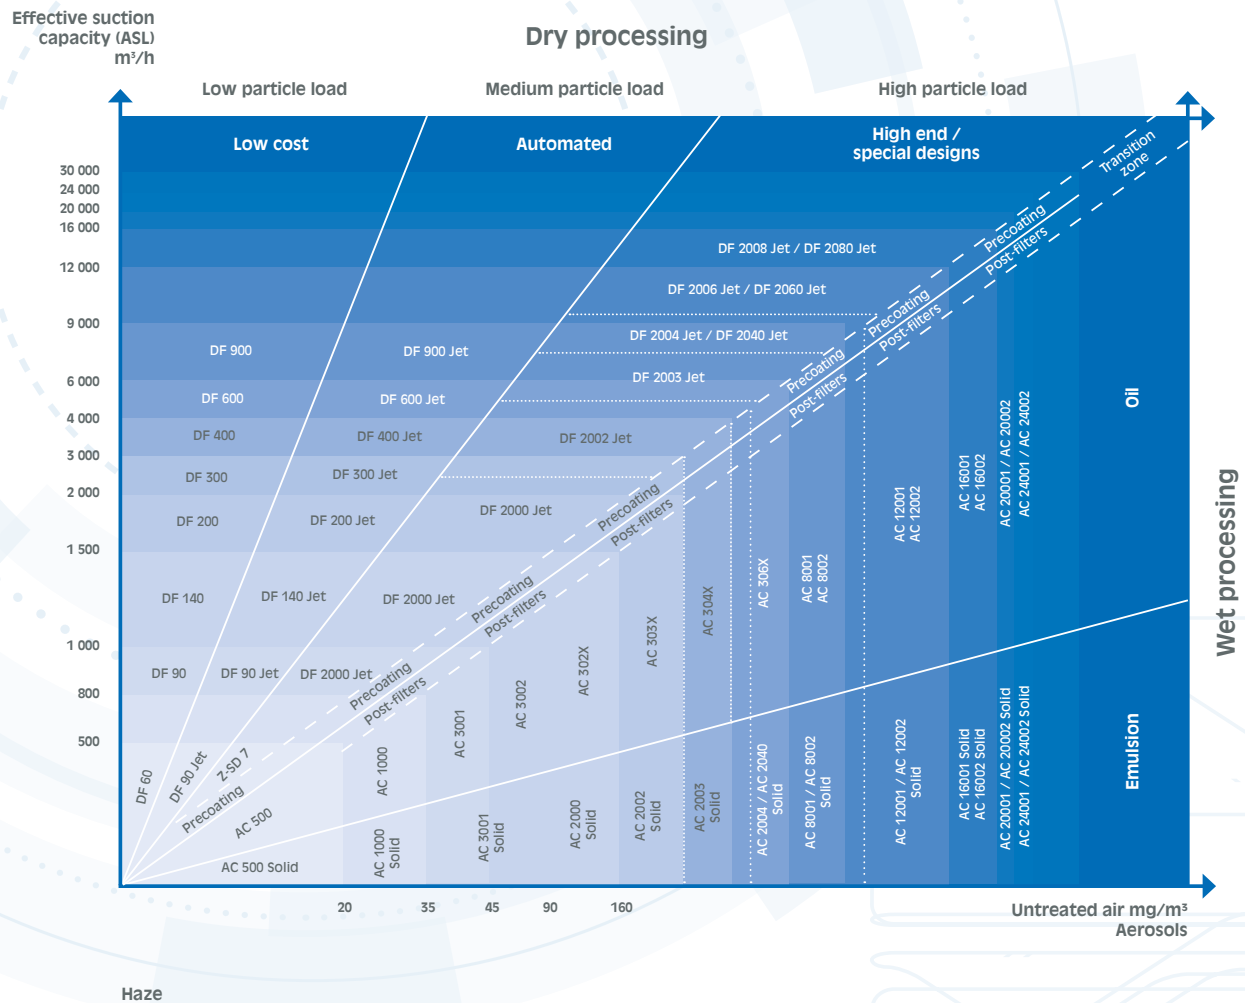 Effective suction
capacity (ASL)
m³/h
Dry processing
Low particle load
Medium particle load
High particle load
Low cost
Automated
High end /
special designs
Transition
zone
30 000
24 000
20 000
16 000
12 000
9 000
6 000
4 000
3 000
2 000
1 500
1 000
800
500
Precoating
Post-filters
DF 2008 Jet / DF 2080 Jet
DF 2006 Jet / DF 2060 Jet
Precoating
Post-filters
DF 2004 Jet / DF 2040 Jet
DF 900
DF 900 Jet
DF 2003 Jet
Precoating
Post-filters
DF 600
DF 600 Jet
DF 400
DF 400 Jet
DF 2002 Jet
DF 300
DF 300 Jet
DF 200
DF 200 Jet
DF 2000 Jet
Precoating
Post-filters
DF 140
DF 140 Jet
DF 2000 Jet
Precoating
Post-filters
DF 90
DF 90 Jet
DF 2000 Jet
Precoating
Post-filters
DF 60
DF 90 Jet
Z-SD 7
Precoating
AC 500
AC 500 Solid
AC 1000
AC 1000
Solid
AC 3001
AC 3001
Solid
AC 3002
AC 302X
AC 2000
Solid
AC 303X
AC 2002
Solid
AC 304X
AC 2003
Solid
AC 306X
AC 2004 / AC 2040
Solid
AC 8001
AC 8002
AC 8001 / AC 8002
Solid
AC 12001
AC 12002
AC 12001 / AC 12002
Solid
AC 16001
AC 16002
AC 16001 Solid
AC 16002 Solid
AC 20001 / AC 20002
AC 24001 / AC 24002
AC 20001 / AC 20002 Solid
AC 24001 / AC 24002 Solid
Oil
Emulsion
Wet processing
20
35
45
90
160
Untreated air mg/m³
Aerosols
Haze